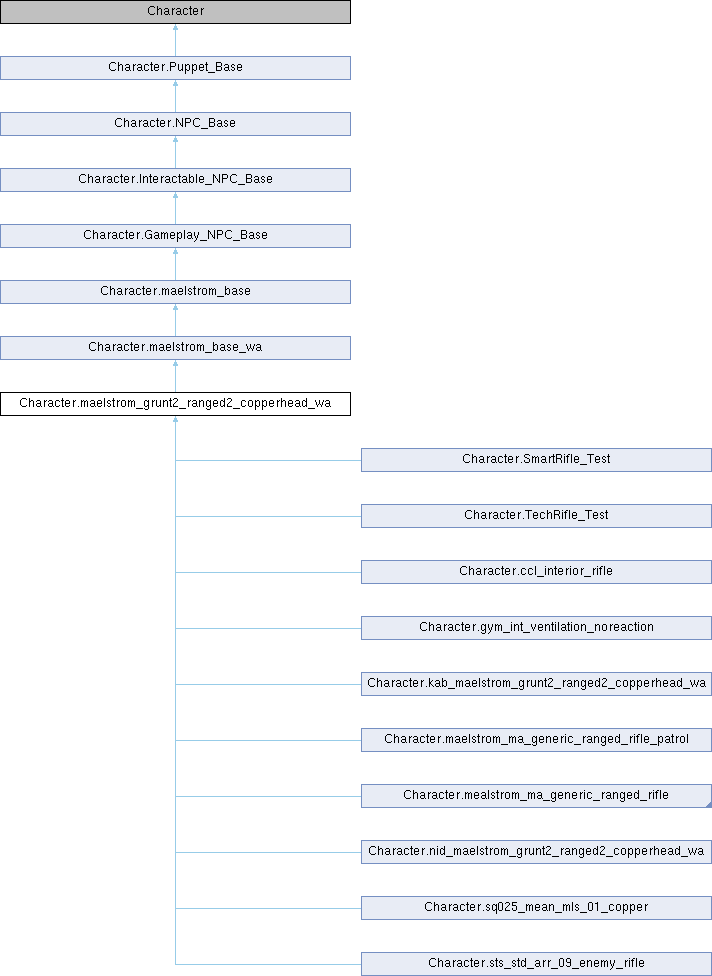 Character
Character.Puppet_Base
Character.NPC_Base
Character.Interactable_NPC_Base
Character.Gameplay_NPC_Base
Character.maelstrom_base
Character.maelstrom_base_wa
Character.maelstrom_grunt2_ranged2_copperhead_wa
Character.SmartRifle_Test
Character.TechRifle_Test
Character.ccl_interior_rifle
Character.gym_int_ventilation_noreaction
Character.kab_maelstrom_grunt2_ranged2_copperhead_wa
Character.maelstrom_ma_generic_ranged_rifle_patrol
Character.mealstrom_ma_generic_ranged_rifle
Character.nid_maelstrom_grunt2_ranged2_copperhead_wa
Character.sq025_mean_mls_01_copper
Character.sts_std_arr_09_enemy_rifle